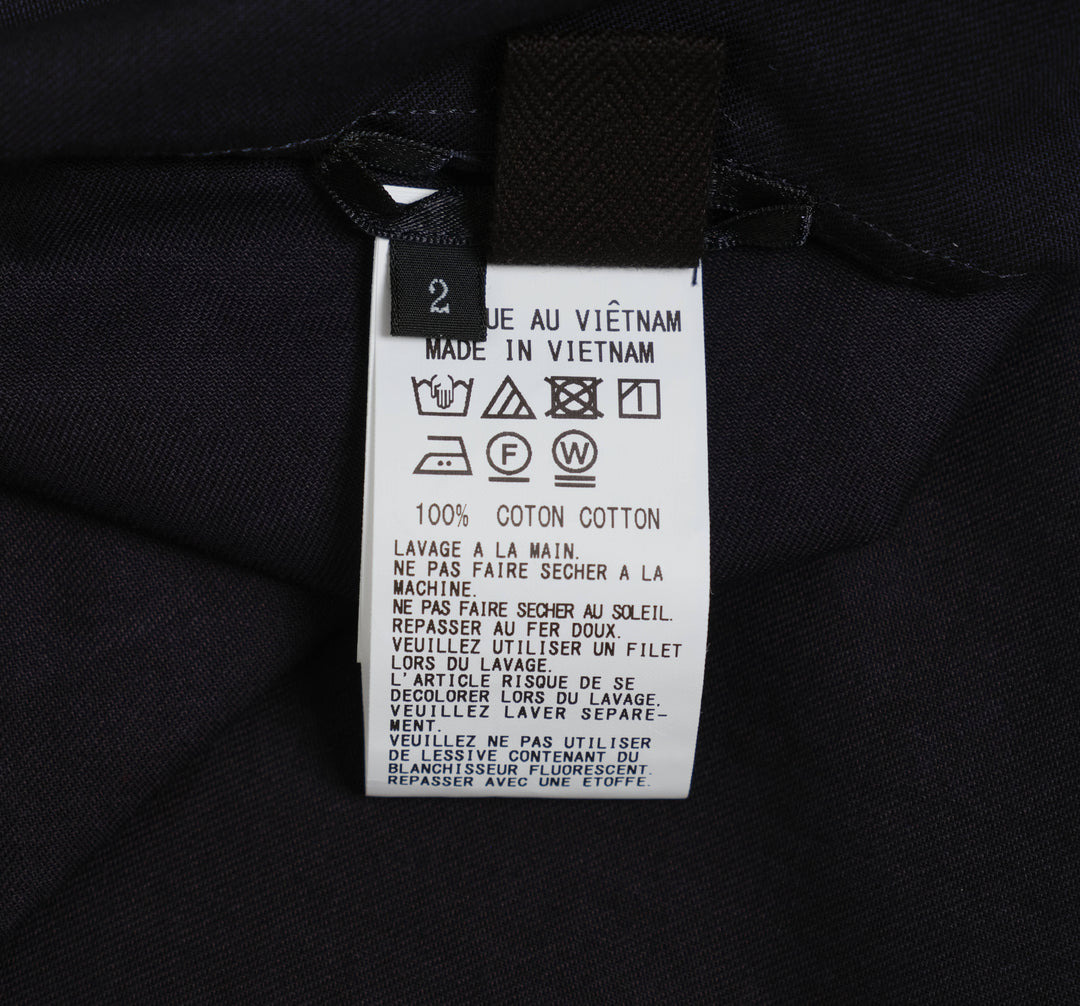 2
UE AU VIÊTNAM
MADE IN VIETNAM
F
W
100% COTON COTTON
LAVAGE A LA MAIN.
NE PAS FAIRE SECHER A LA
MACHINE.
NE PAS FAIRE SECHER AU SOLEIL.
REPASSER AU FER DOUX.
VEUILLEZ UTILISER UN FILET
LORS DU LAVAGE.
L'ARTICLE RISQUE DE SE
DECOLORER LORS DU LAVAGE.
VEUILLEZ LAVER SEPARE-
MENT.
VEUILLEZ NE PAS UTILISER
DE LESSIVE CONTENANT DU
BLANCHISSEUR FLUORESCENT.
REPASSER AVEC UNE ETOFFE.